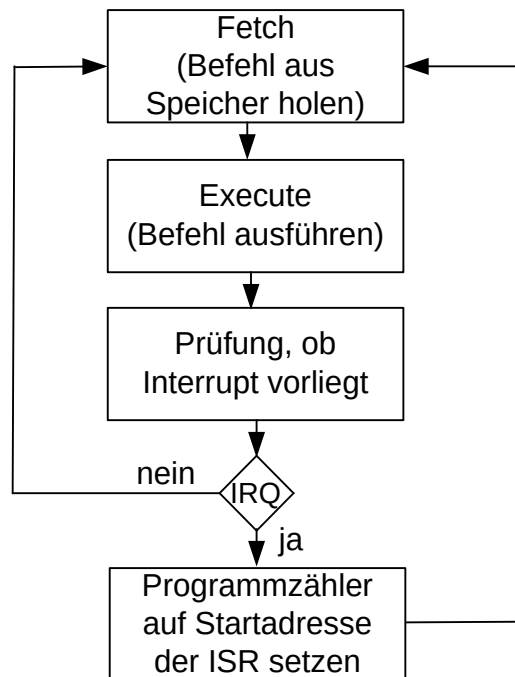 Fetch
(Befehl aus
Speicher holen)
Execute
(Befehl ausführen)
Prüfung, ob
Interrupt vorliegt
nein
IRQ
ja
Programmzähler
auf Startadresse
der ISR setzen